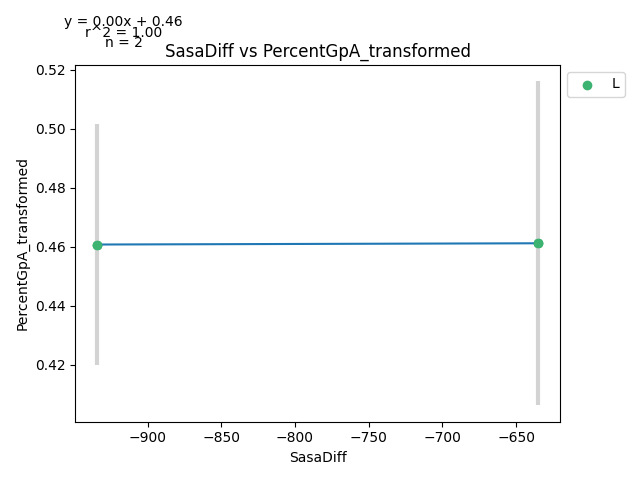 y = 0.00x + 0.46
r^2 = 1.00
n = 2
SasaDiff vs PercentGpA_transformed
L
PercentGpA_transformed
0.52
0.50
0.48
0.46
0.44
0.42
−900
−850
−800
−750
−700
−650
SasaDiff